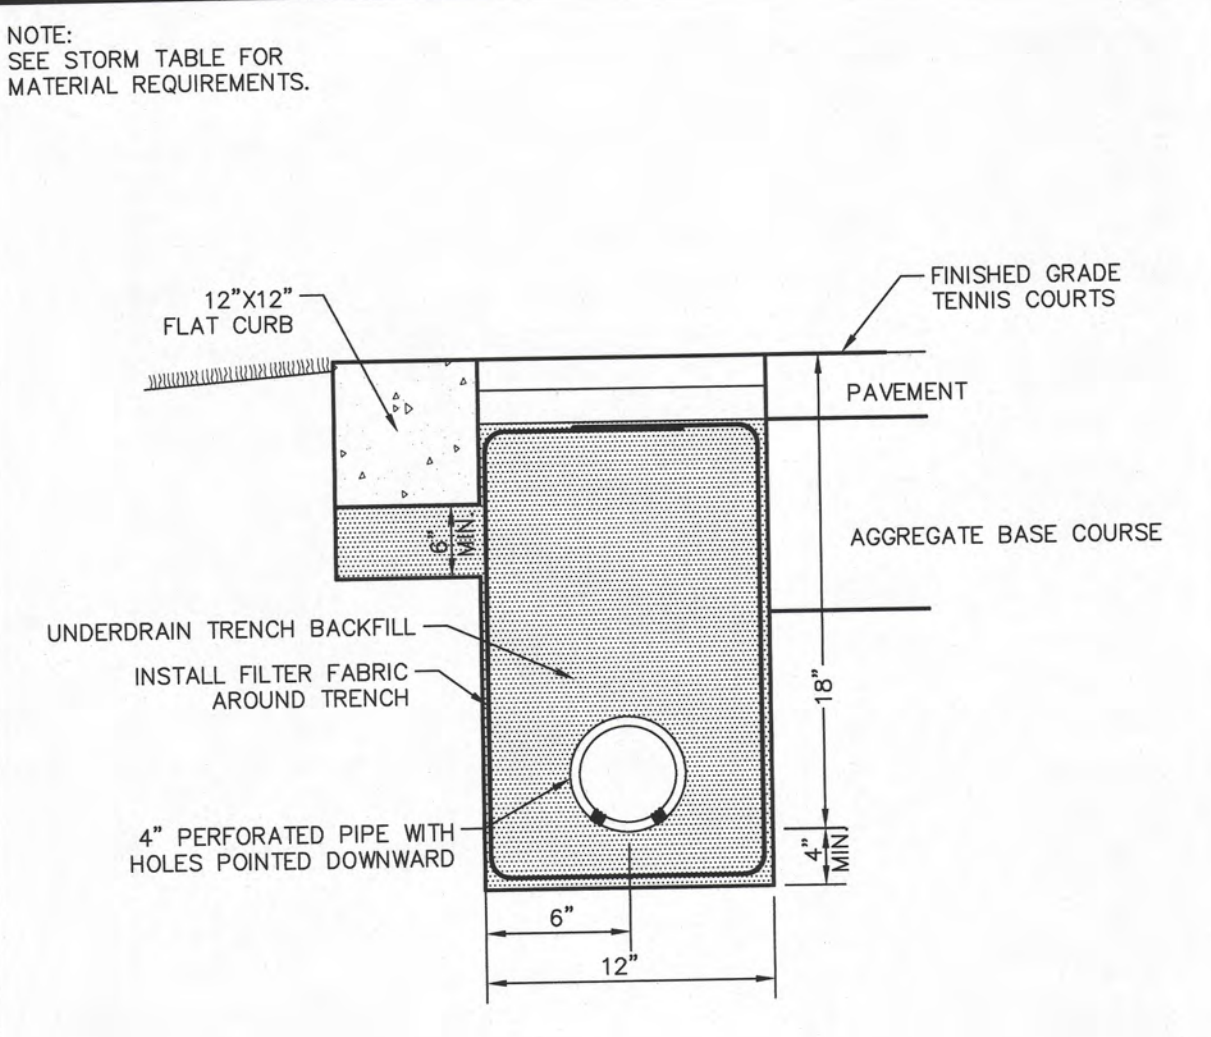 NOTE:
SEE STORM TABLE FOR
MATERIAL REQUIREMENTS.
FINISHED GRADE
TENNIS COURTS
12"X12"
FLAT CURB
PAVEMENT
AGGREGATE BASE COURSE
6"
MIN.
UNDERDRAIN TRENCH BACKFILL
INSTALL FILTER FABRIC
AROUND TRENCH
18"
4" PERFORATED PIPE WITH
HOLES POINTED DOWNWARD
4"
MIN.
6"
12"